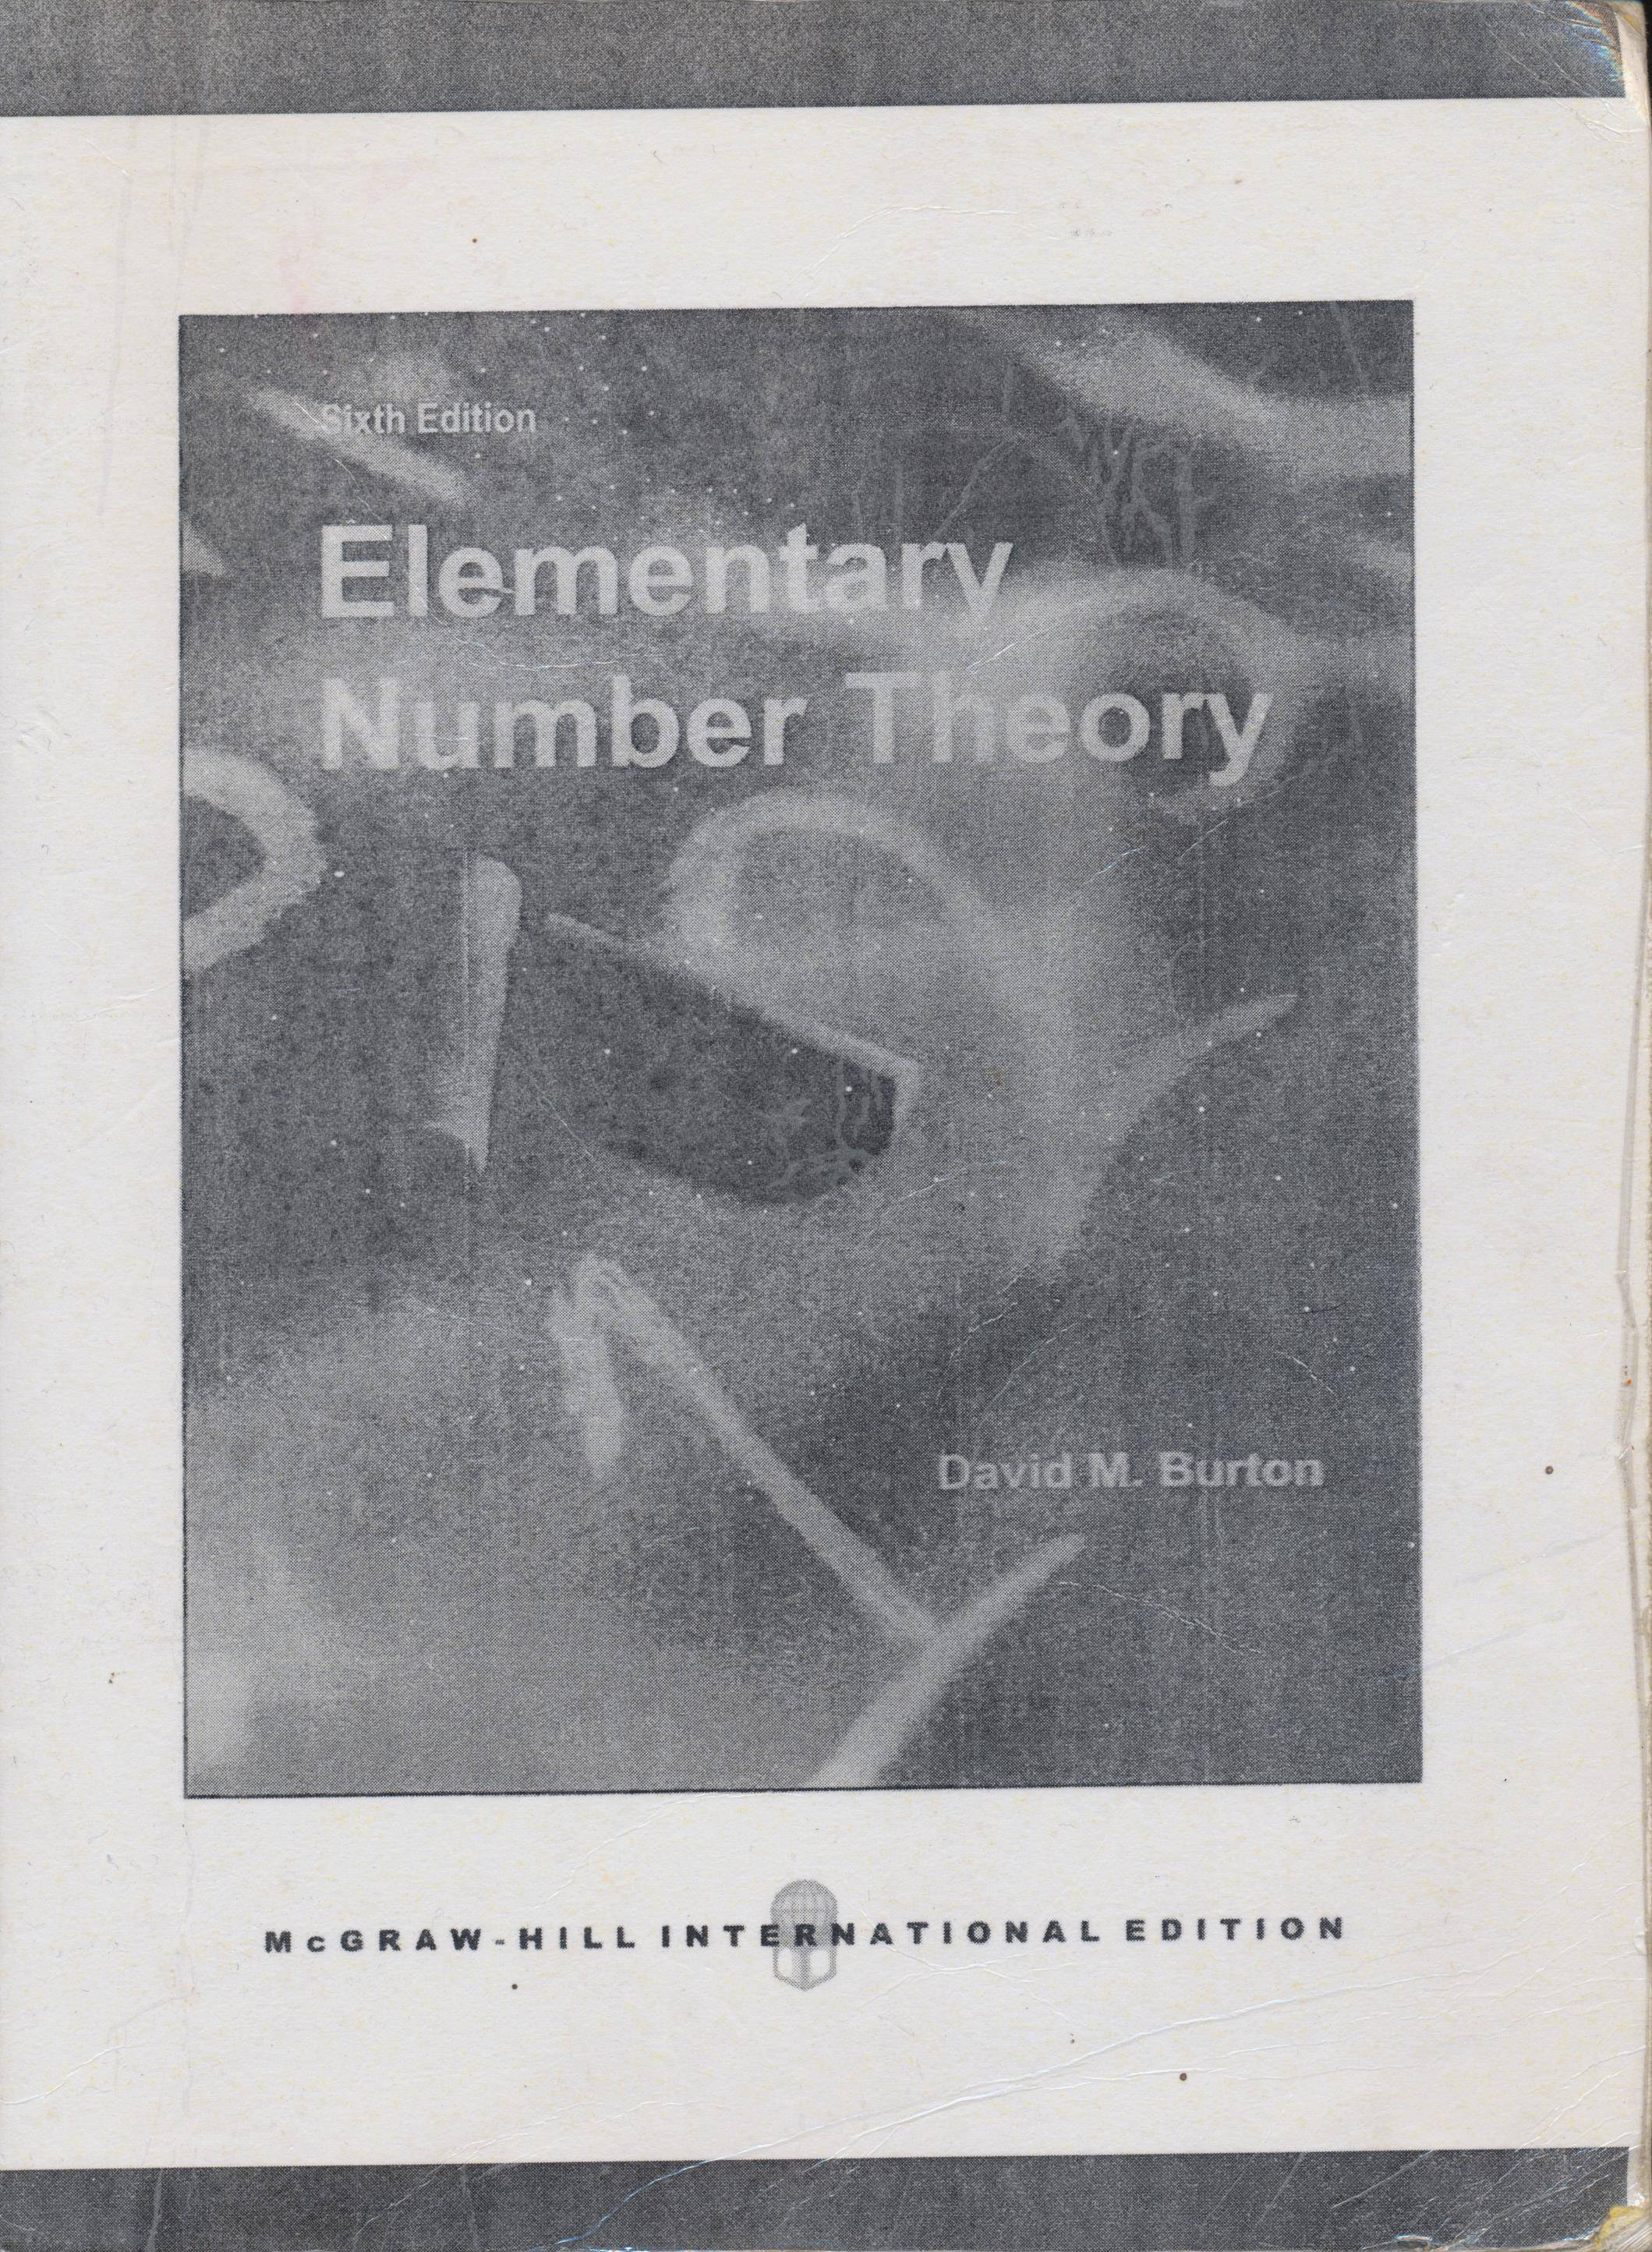 Sixth Edition
Elementary
Number Theory
David M. Burton
McGRAW-HILL INTERNATIONAL EDITION